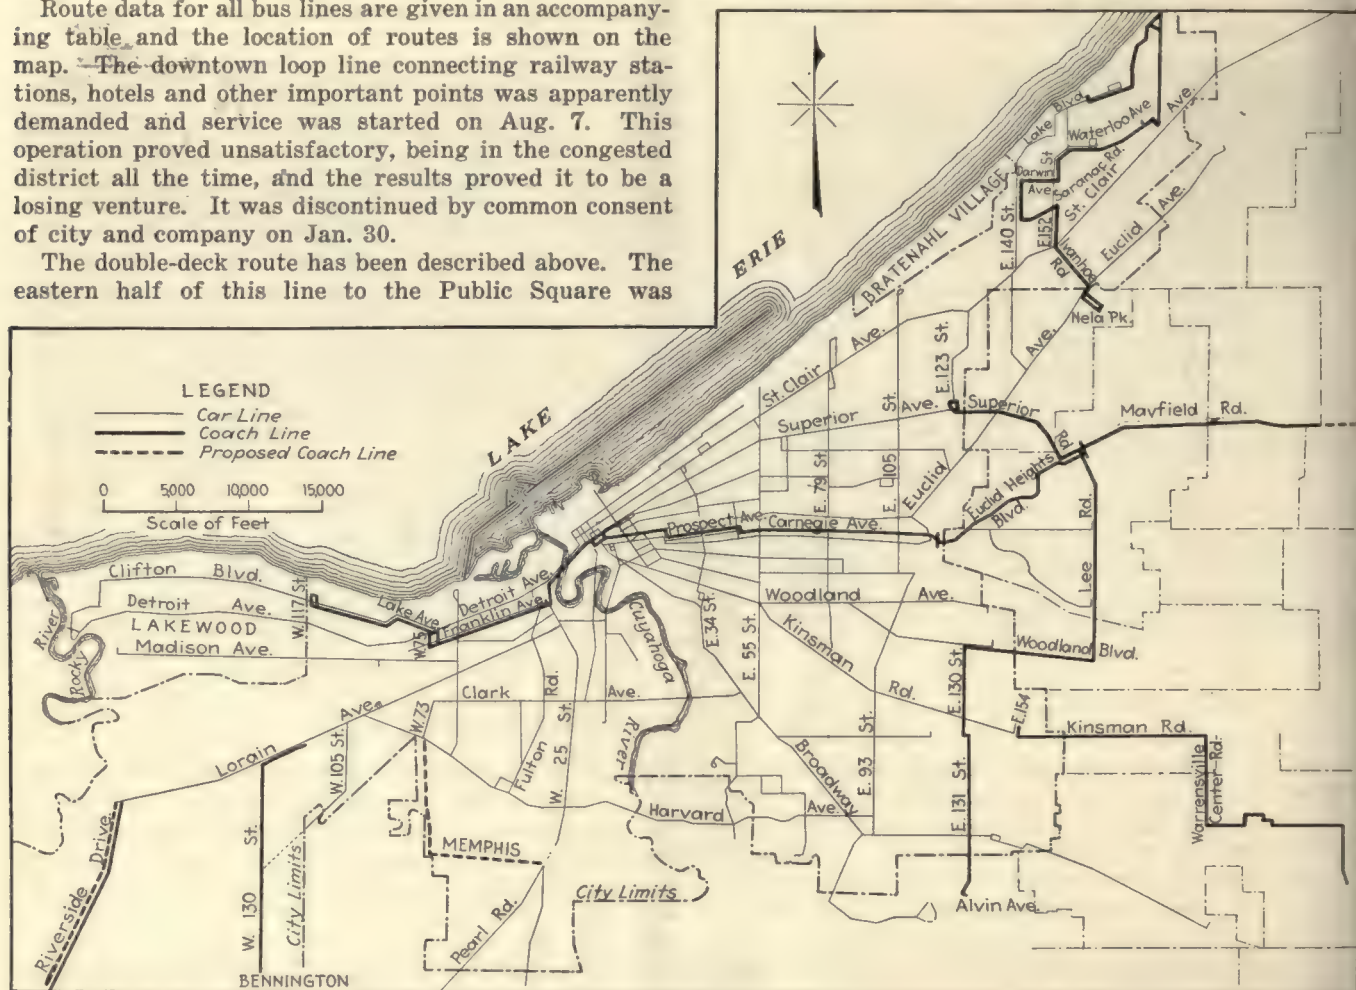 Route data for all bus lines are given in an accompany-
ing table and the location of routes is shown on the
map. The downtown loop line connecting railway sta-
tions, hotels and other important points was apparently
demanded and service was started on Aug. 7. This
operation proved unsatisfactory, being in the congested
district all the time, and the results proved it to be a
losing venture. It was discontinued by common consent
of city and company on Jan. 30.
The double-deck route has been described above. The
eastern half of this line to the Public Square was
LEGEND
Car Line
Coach Line
Proposed Coach Line
0 5,000 10,000 15,000
Scale of Feet
LAKE ERIE
BRATENAHL VILLAGE
Lake Blvd.
Waterloo Ave
Darwin Ave
St
Saranac Rd.
St. Clair Ave.
E. 140 St.
E.152
Ivanhoe Rd
Euclid Ave.
Nela Pk.
St. Clair Ave.
E. 123 St.
Superior Ave.
Superior Rd
Mayfield Rd.
E. 79 St.
E. 105 St.
Euclid Ave.
Euclid Heights Blvd.
Prospect Ave
Carnegie Ave.
Lee Rd.
Clifton Blvd.
W. 117 St.
Detroit Ave.
LAKEWOOD
Madison Ave.
Lake Ave
Detroit Ave.
Franklin Ave.
W. 75
River
Rocky
Cuyahoga River
E. 34 St.
E. 55 St.
Woodland Ave.
Kinsman Rd.
Woodland Blvd.
E. 130 St.
E. 154
Kinsman Rd.
Clark Ave.
Fulton Rd.
W. 25 St.
W. 73
Lorain Ave.
W. 105 St.
Broadway
E. 93 St.
E. 131 St.
Warrensville Center Rd.
Harvard Ave.
MEMPHIS
City Limits
Riverside Drive
W. 130 St.
City Limits
Pearl Rd.
Alvin Ave.
BENNINGTON